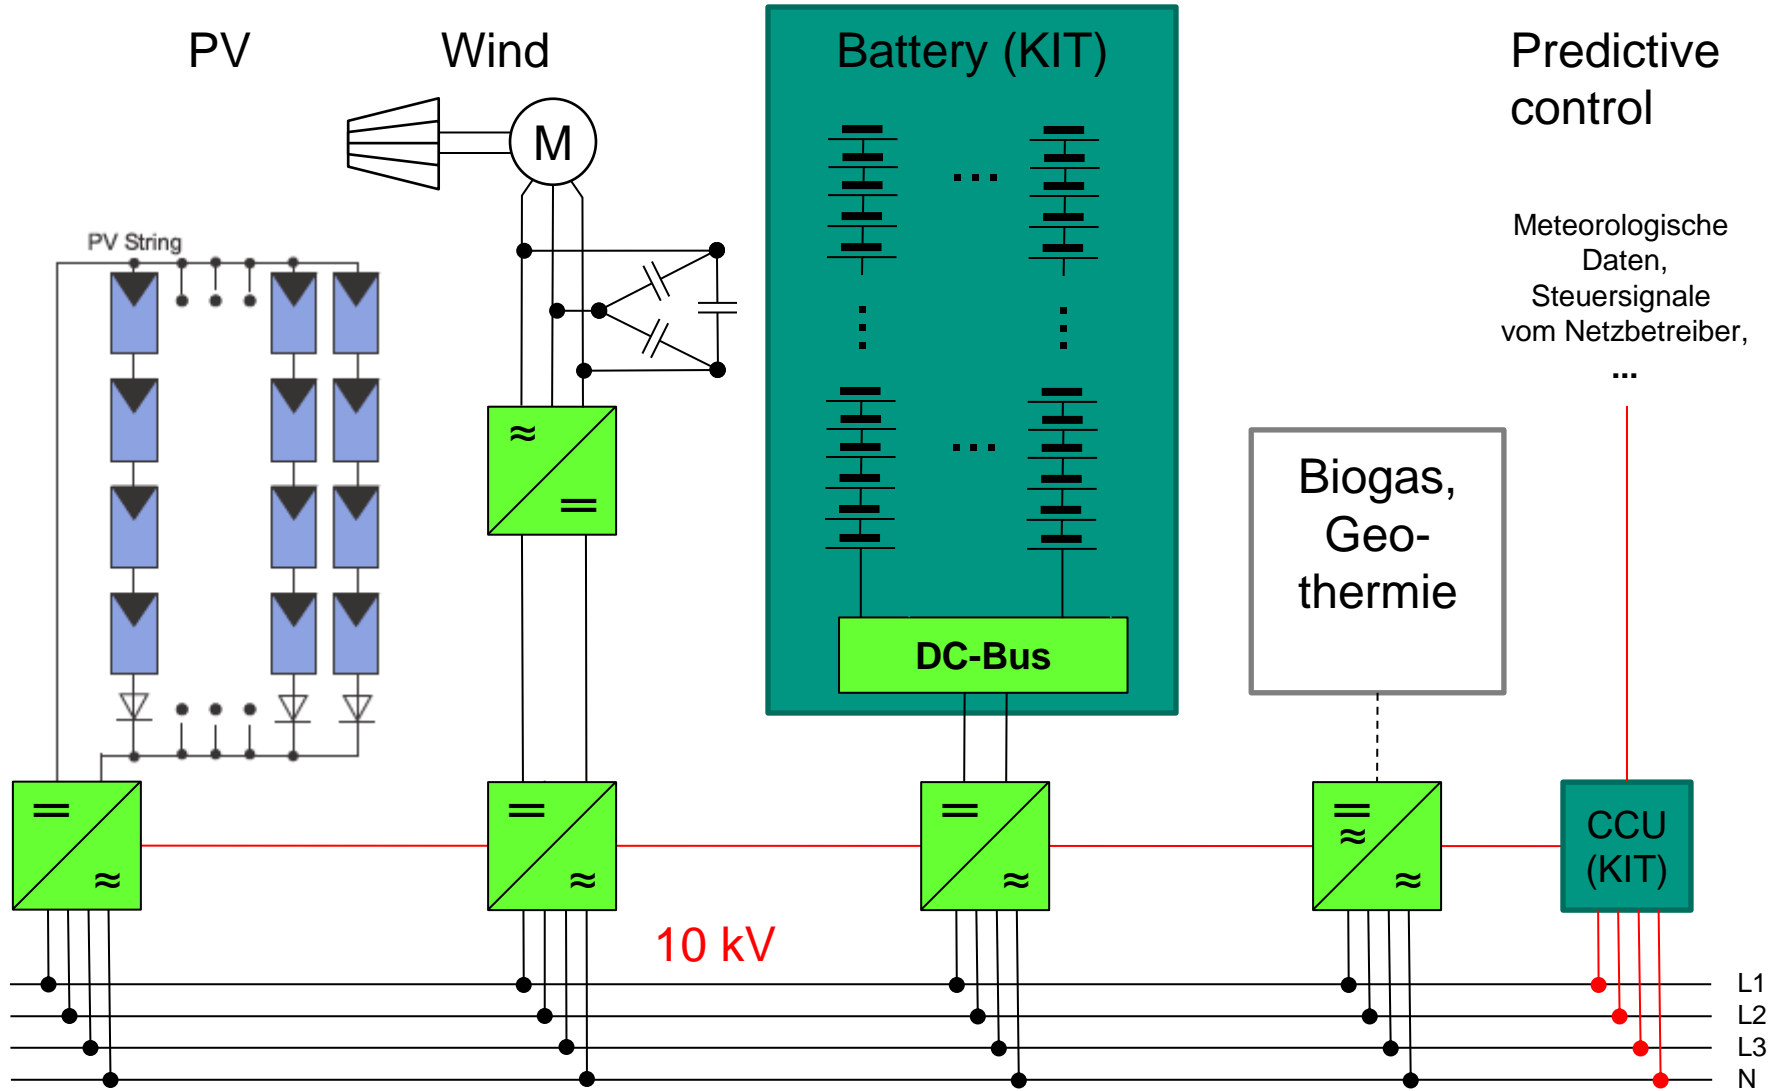 PV
Wind
Battery (KIT)
Predictive
control
M
PV String
Meteorologische
Daten,
Steuersignale
vom Netzbetreiber,
...
Biogas,
Geo-
thermie
DC-Bus
CCU
(KIT)
10 kV
L1
L2
L3
N